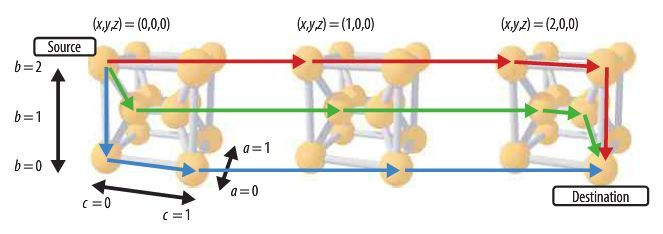 (x,y,z) = (0,0,0)
(x,y,z) = (1,0,0)
(x,y,z) = (2,0,0)
Source
b = 2
b = 1
b = 0
a = 1
a = 0
c = 0
c = 1
Destination